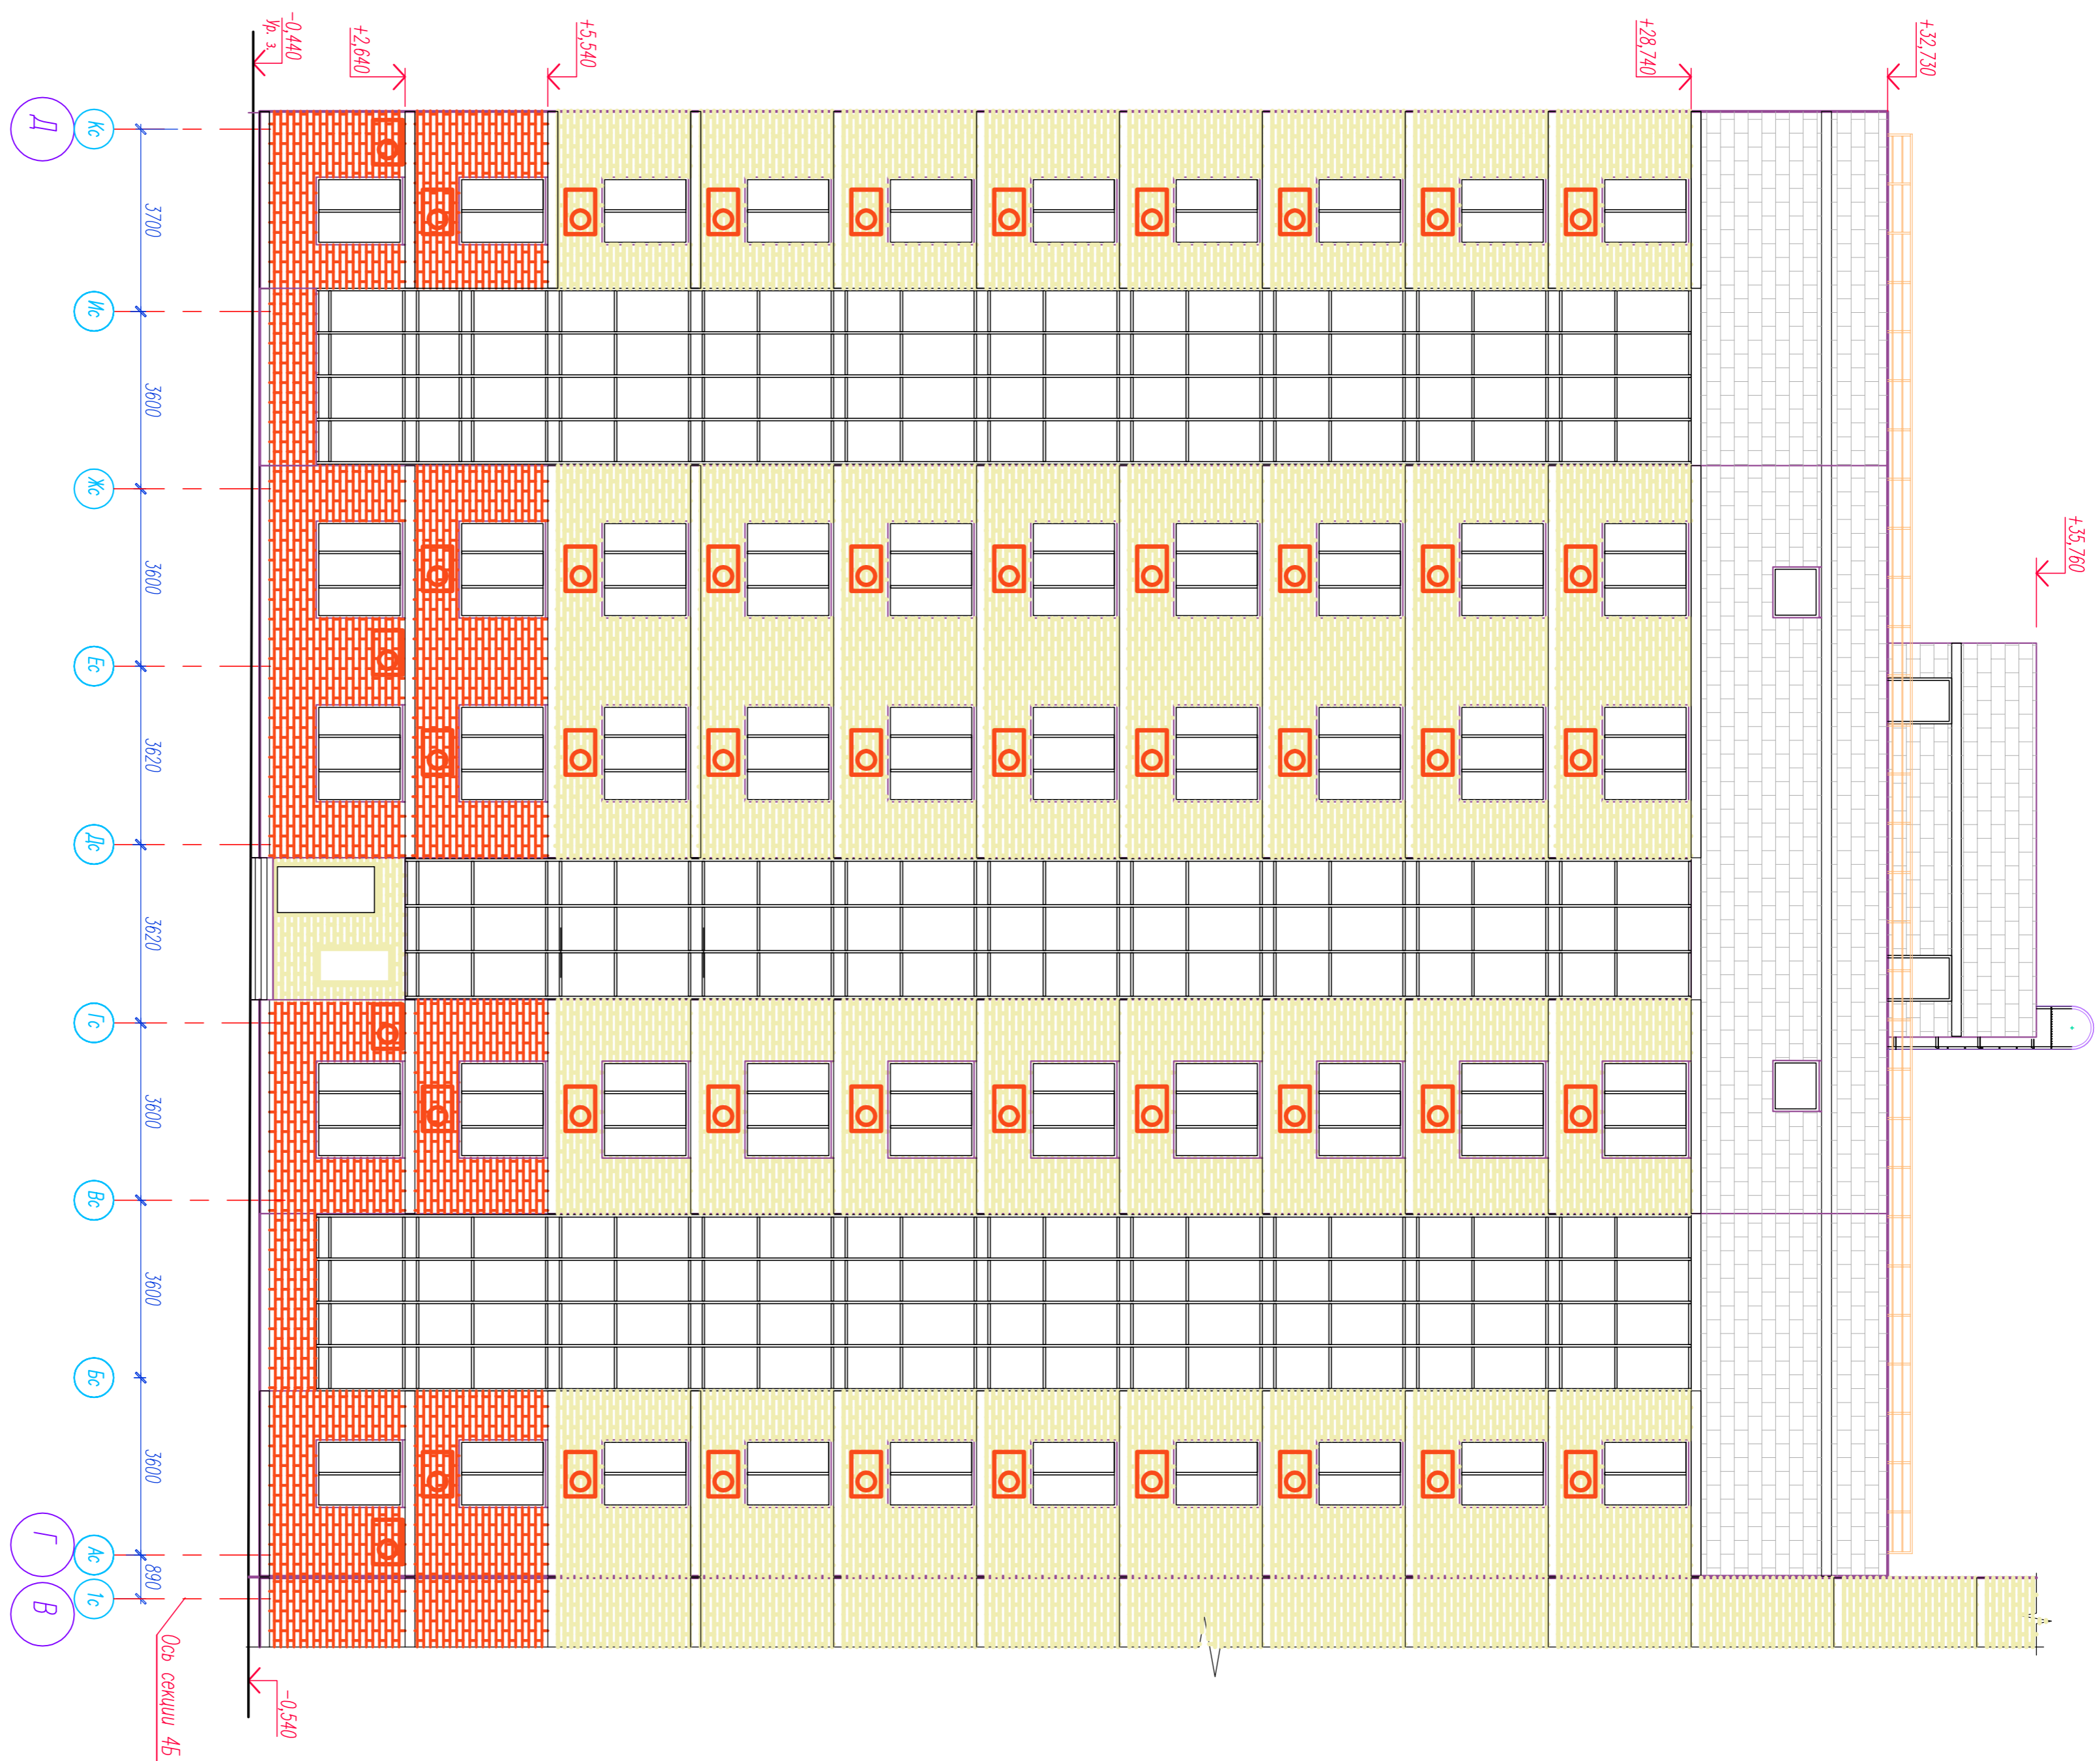 -0,440
Ур. з.
+2,640
+5,540
+28,740
+32,730
+35,760
Д
Кс
3700
Ис
3600
Жс
3600
Ес
3620
Дс
3620
Гс
3600
Вс
3600
Бс
3600
Г
Ас
890
В
1с
Ось секции 4Б
-0,540